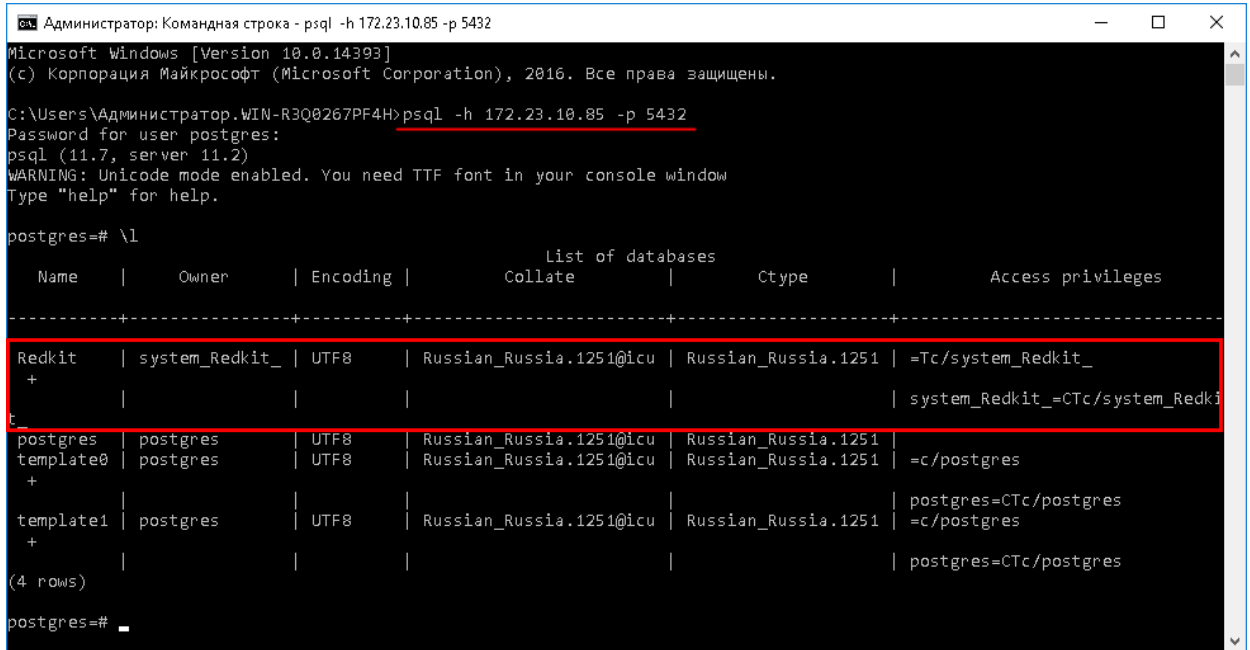 Администратор: Командная строка - psql -h 172.23.10.85 -p 5432
Microsoft Windows [Version 10.0.14393]
(c) Корпорация Майкрософт (Microsoft Corporation), 2016. Все права защищены.
C:\Users\Администратор.WIN-R3Q0267PF4H>psql -h 172.23.10.85 -p 5432
Password for user postgres:
psql (11.7, server 11.2)
WARNING: Unicode mode enabled. You need TTF font in your console window
Type "help" for help.
postgres=# \l
List of databases
Name | Owner | Encoding | Collate | Ctype | Access privileges
-----------+----------------+----------+-------------------------+---------------------+-------------------------------
Redkit | system_Redkit_ | UTF8 | Russian_Russia.1251@icu | Russian_Russia.1251 | =Tc/system_Redkit_
+
| | | | | system_Redkit_=CTc/system_Redki
t_
postgres | postgres | UTF8 | Russian_Russia.1251@icu | Russian_Russia.1251 |
template0 | postgres | UTF8 | Russian_Russia.1251@icu | Russian_Russia.1251 | =c/postgres
+
| | | | | postgres=CTc/postgres
template1 | postgres | UTF8 | Russian_Russia.1251@icu | Russian_Russia.1251 | =c/postgres
+
| | | | | postgres=CTc/postgres
(4 rows)
postgres=# _